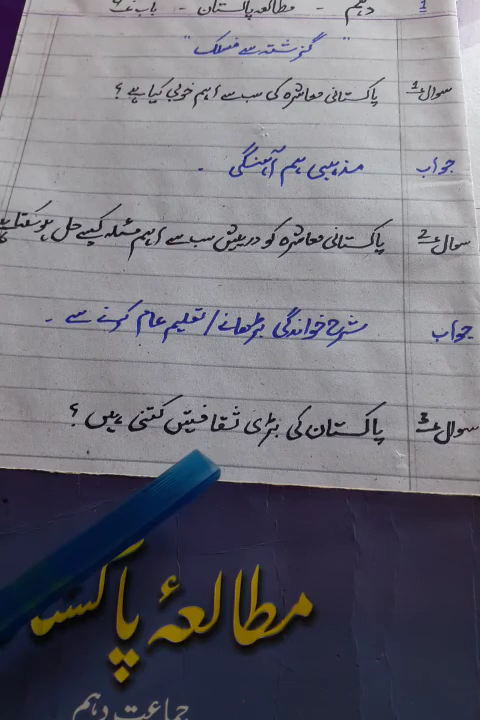 1 دہم - مطالعہ پاکستان - باب
"گزشتہ سے منسلک"
سوال 1 پاکستانی معاشرہ کی سب سے اہم خوبی کیا ہے ؟
جواب مذہبی ہم آہنگی ۔
سوال 2 پاکستانی معاشرہ کو درپیش سب سے اہم مسئلہ کیسے حل ہو سکتا ہے
جواب شرح خواندگی بڑھانے / تعلیم عام کرنے سے ۔
سوال 3 پاکستان کی بڑی ثقافتیں کتنی ہیں ؟
مطالعۂ
جماعت دہم